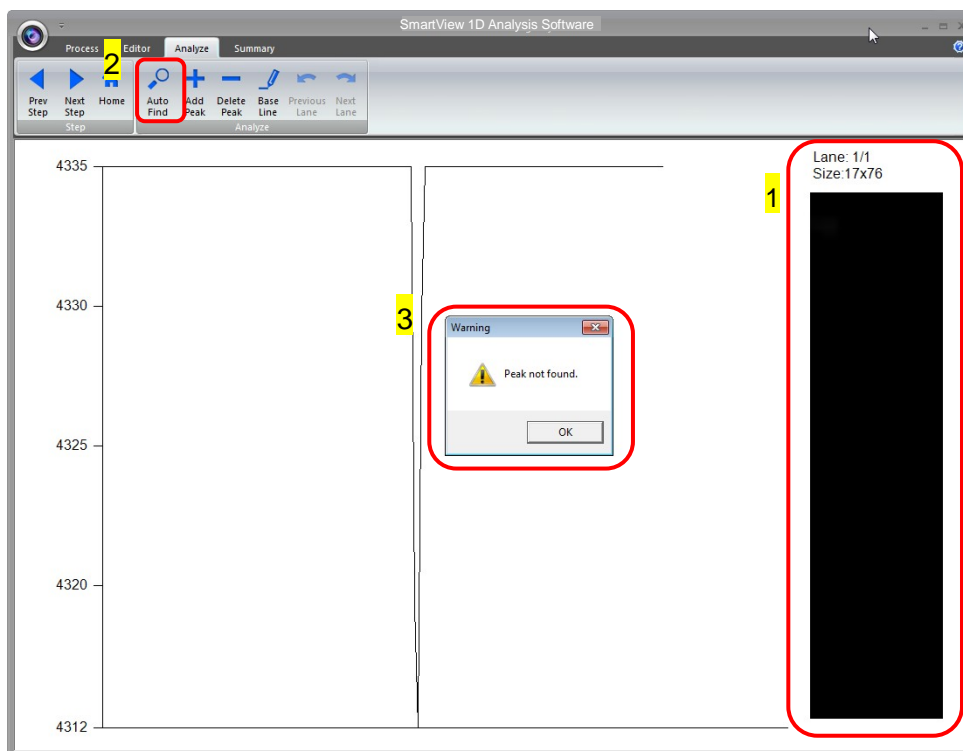 SmartView 1D Analysis Software
Process Editor Analyze Summary
2
Prev Step
Next Step
Home
Auto Find
Add Peak
Delete Peak
Base Line
Previous Lane
Next Lane
Step
Analyze
Lane: 1/1
Size:17x76
1
4335
4330
3
Warning
Peak not found.
OK
4325
4320
4312